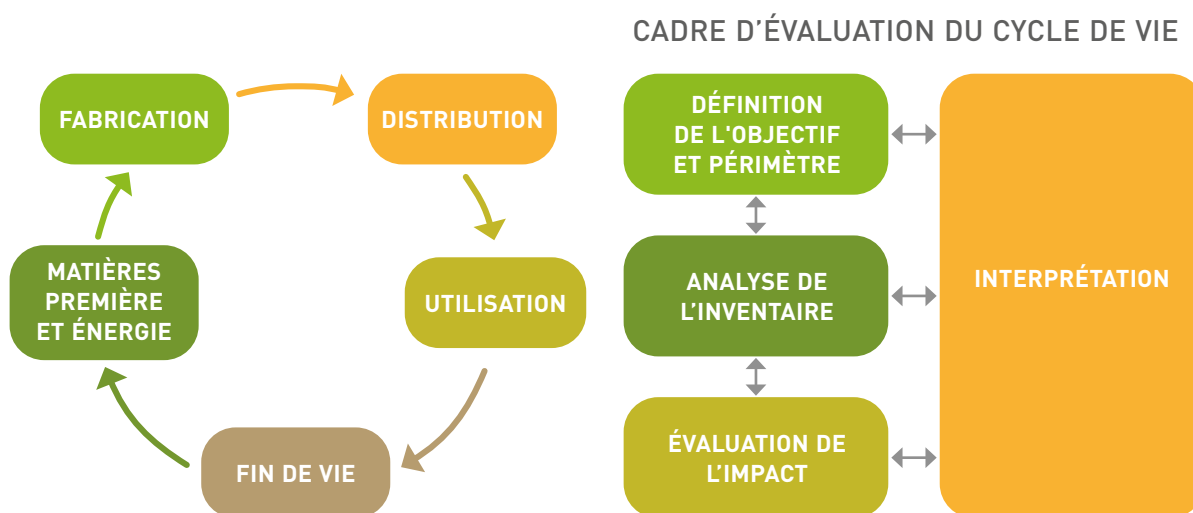 CADRE D'ÉVALUATION DU CYCLE DE VIE
FABRICATION
DISTRIBUTION
UTILISATION
FIN DE VIE
MATIÈRES
PREMIÈRE
ET ÉNERGIE
DÉFINITION
DE L'OBJECTIF
ET PÉRIMÈTRE
ANALYSE DE
L’INVENTAIRE
ÉVALUATION DE
L’IMPACT
INTERPRÉTATION